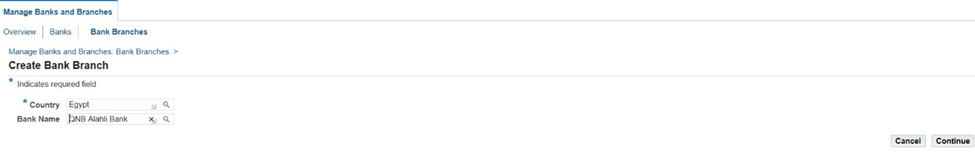 Manage Banks and Branches
Overview Banks Bank Branches
Manage Banks and Branches: Bank Branches >
Create Bank Branch
* Indicates required field
* Country Egypt
Bank Name QNB Alahli Bank
Cancel Continue